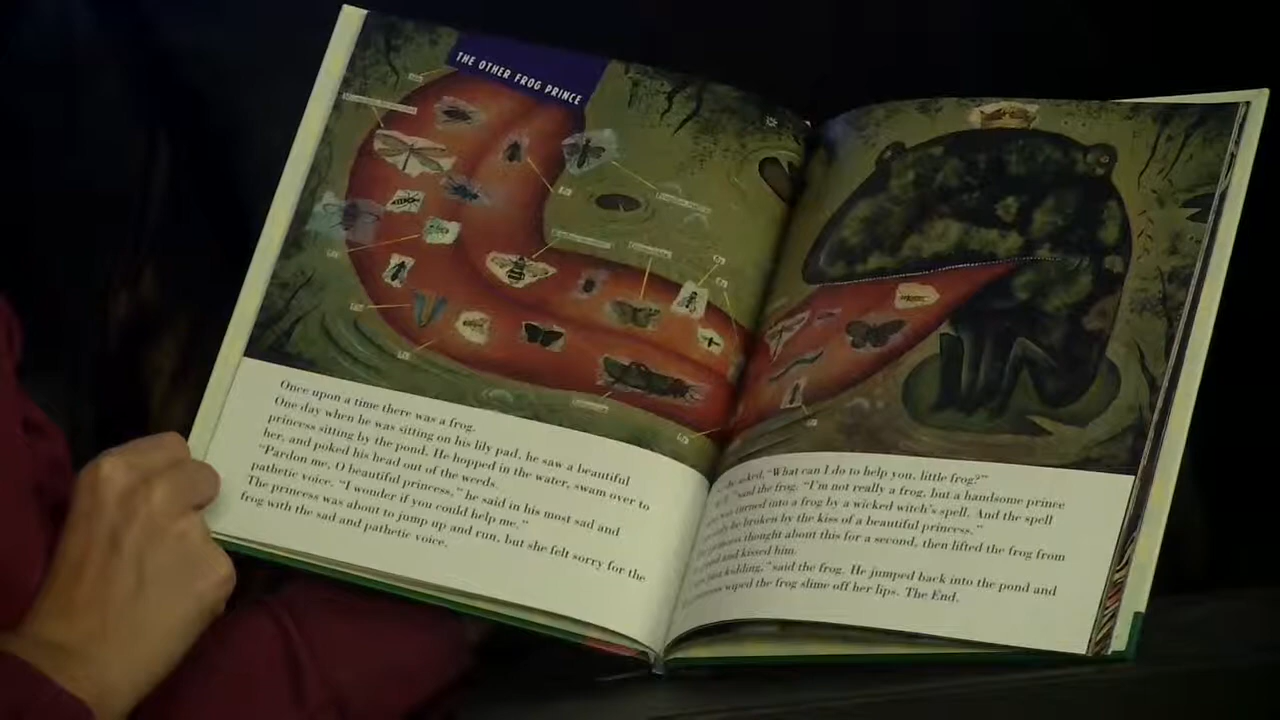 THE OTHER FROG PRINCE
Once upon a time there was a frog.
One day when he was sitting on his lily pad, he saw a beautiful
princess sitting by the pond. He hopped in the water, swam over to
her, and poked his head out of the weeds.
"Pardon me, O beautiful princess," he said in his most sad and
pathetic voice. "I wonder if you could help me."
The princess was about to jump up and run, but she felt sorry for the
frog with the sad and pathetic voice.
asked, "What can I do to help you, little frog?"
said the frog. "I'm not really a frog, but a handsome prince
was turned into a frog by a wicked witch's spell. And the spell
be broken by the kiss of a beautiful princess."
thought about this for a second, then lifted the frog from
and kissed him.
kidding," said the frog. He jumped back into the pond and
wiped the frog slime off her lips. The End.